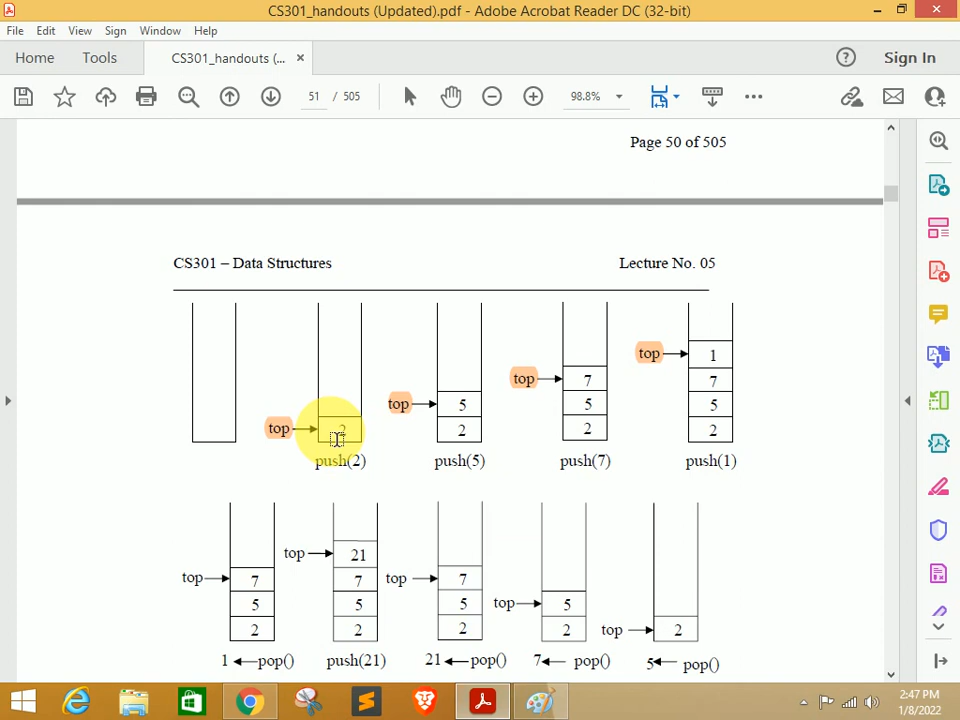 CS301_handouts (Updated).pdf - Adobe Acrobat Reader DC (32-bit)
File Edit View Sign Window Help
Home Tools CS301_handouts (... × Sign In
51 / 505 98.8%
Page 50 of 505
CS301 – Data Structures Lecture No. 05
top 1
top 7 7
top 5 5 5
top 2 2 2 2
push(2) push(5) push(7) push(1)
top 21
top 7 7 top 7
5 5 5 top 5
2 2 2 2 top 2
1 pop() push(21) 21 pop() 7 pop() 5 pop()
2:47 PM
1/8/2022